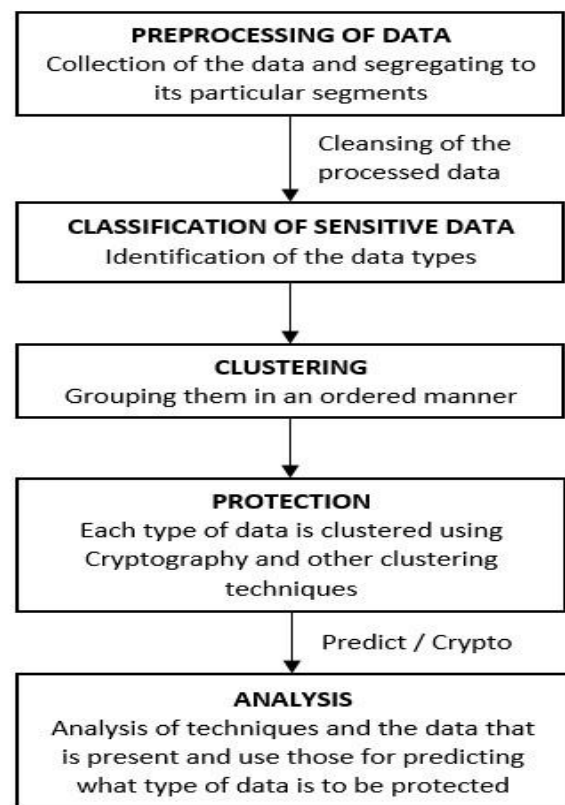 PREPROCESSING OF DATA
Collection of the data and segregating to
its particular segments
Cleansing of the
processed data
CLASSIFICATION OF SENSITIVE DATA
Identification of the data types
CLUSTERING
Grouping them in an ordered manner
PROTECTION
Each type of data is clustered using
Cryptography and other clustering
techniques
Predict / Crypto
ANALYSIS
Analysis of techniques and the data that
is present and use those for predicting
what type of data is to be protected